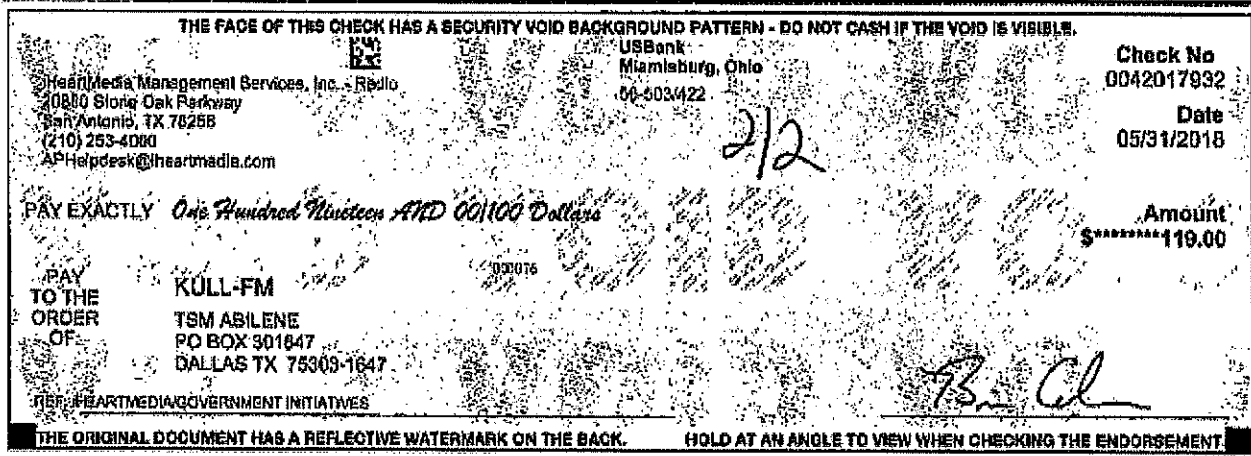 THE FACE OF THIS CHECK HAS A SECURITY VOID BACKGROUND PATTERN - DO NOT CASH IF THE VOID IS VISIBLE.
iHeartMedia Management Services, Inc. - Radio
20880 Stone Oak Parkway
San Antonio, TX 78258
(210) 253-4000
APHelpdesk@iheartmedia.com
USBank
Miamisburg, Ohio
56-503/422
2/2
Check No
0042017932
Date
05/31/2018
PAY EXACTLY One Hundred Nineteen AND 00/100 Dollars
Amount
$*********119.00
000076
PAY
TO THE
ORDER
OF
KULL-FM
TSM ABILENE
PO BOX 301647
DALLAS TX 75303-1647
REF: IHEARTMEDIA/GOVERNMENT INITIATIVES
THE ORIGINAL DOCUMENT HAS A REFLECTIVE WATERMARK ON THE BACK. HOLD AT AN ANGLE TO VIEW WHEN CHECKING THE ENDORSEMENT.